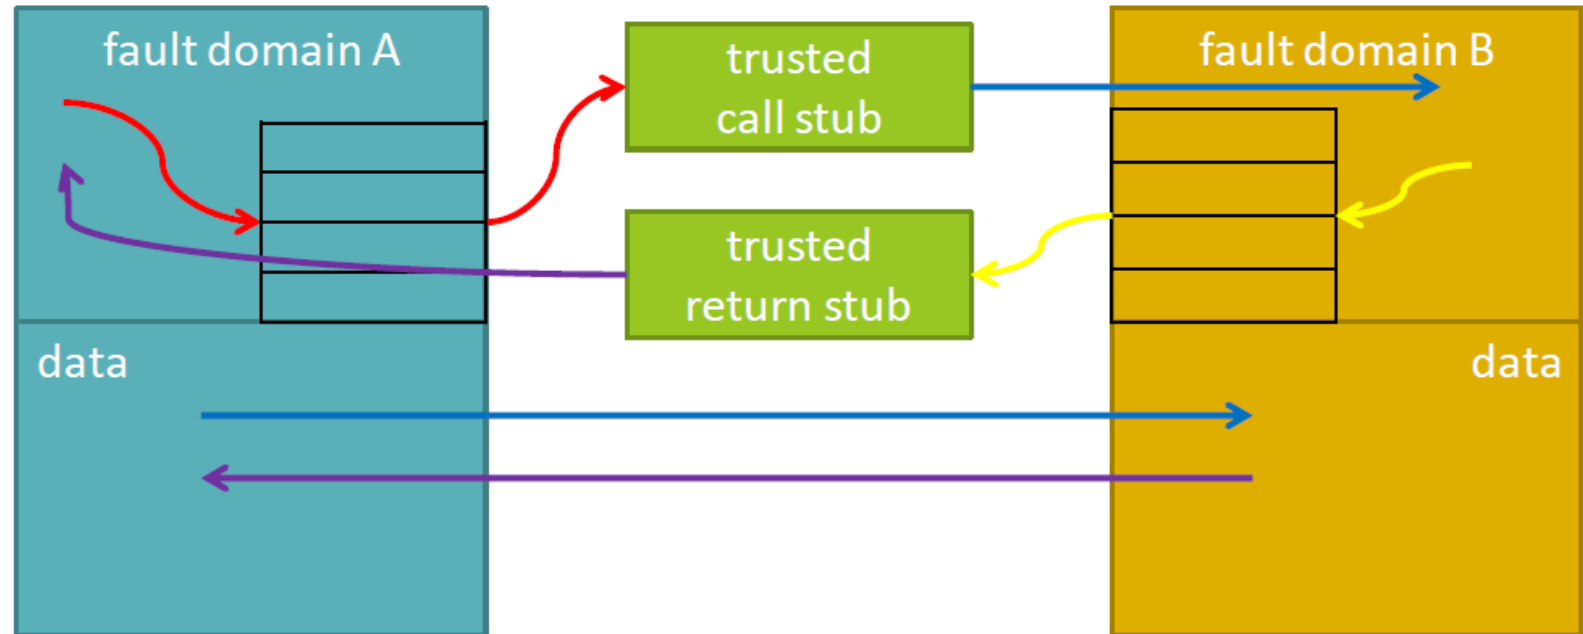 fault domain A
trusted
call stub
fault domain B
trusted
return stub
data
data